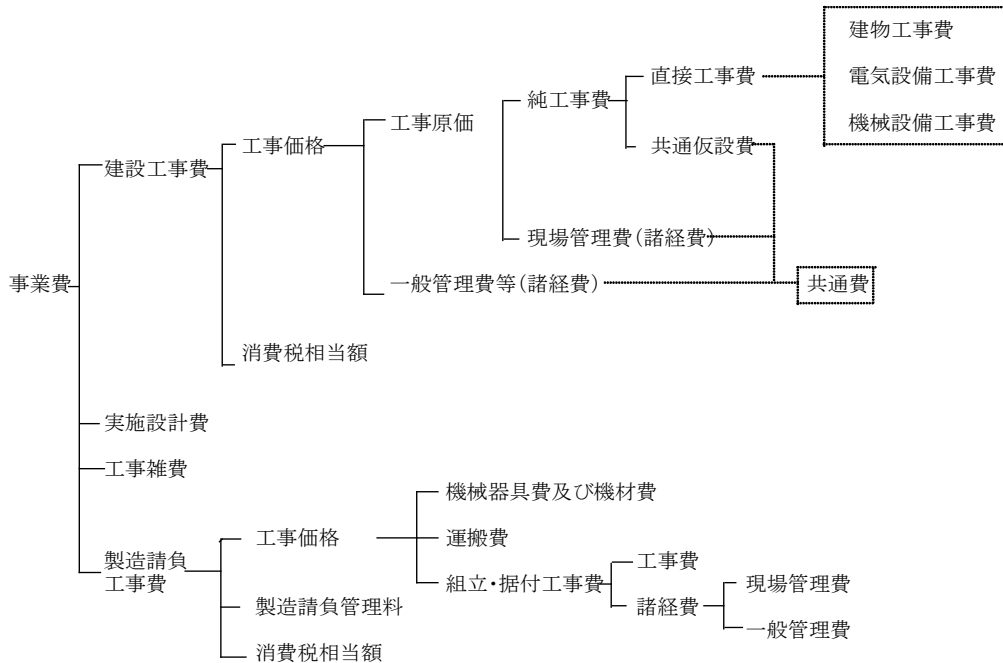 建物工事費
直接工事費
電気設備工事費
純工事費
機械設備工事費
工事原価
共通仮設費
工事価格
建設工事費
現場管理費(諸経費)
事業費
一般管理費等(諸経費)
共通費
消費税相当額
実施設計費
工事雑費
機械器具費及び機材費
工事価格
運搬費
製造請負
工事費
組立・据付工事費
工事費
現場管理費
諸経費
製造請負管理料
一般管理費
消費税相当額